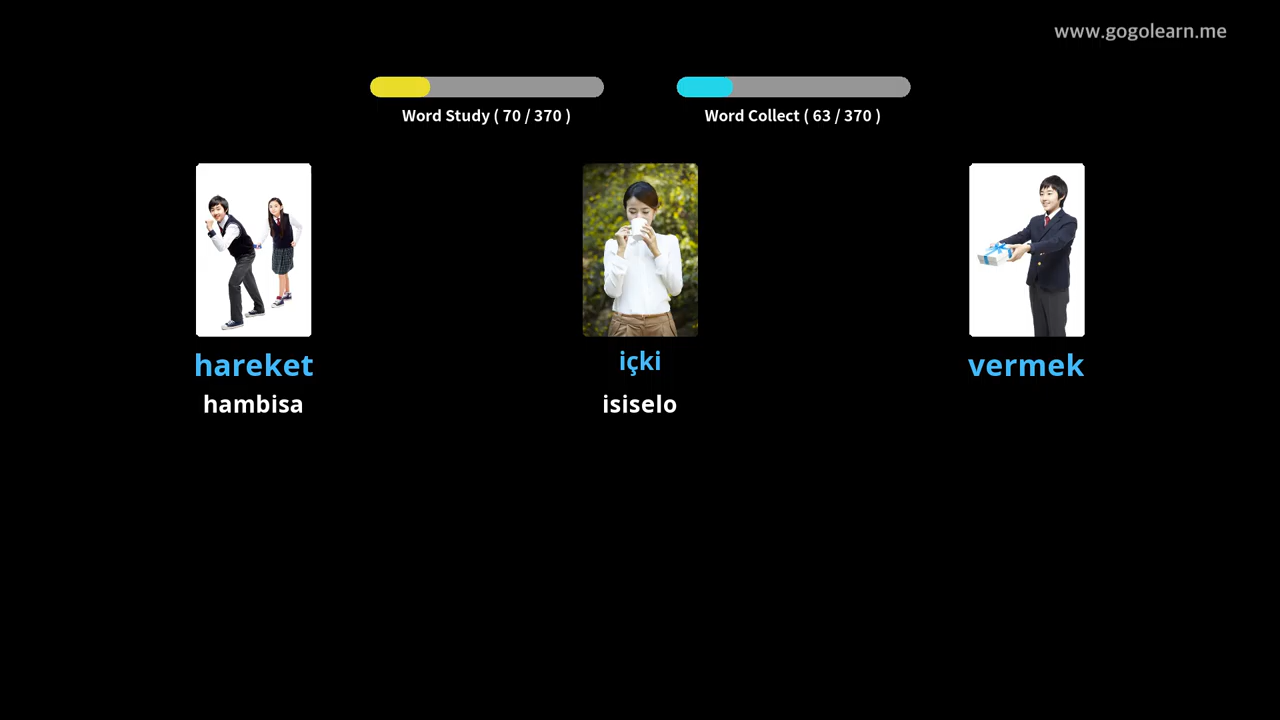 www.gogolearn.me
Word Study ( 70 / 370 )
Word Collect ( 63 / 370 )
hareket
içki
vermek
hambisa
isiselo